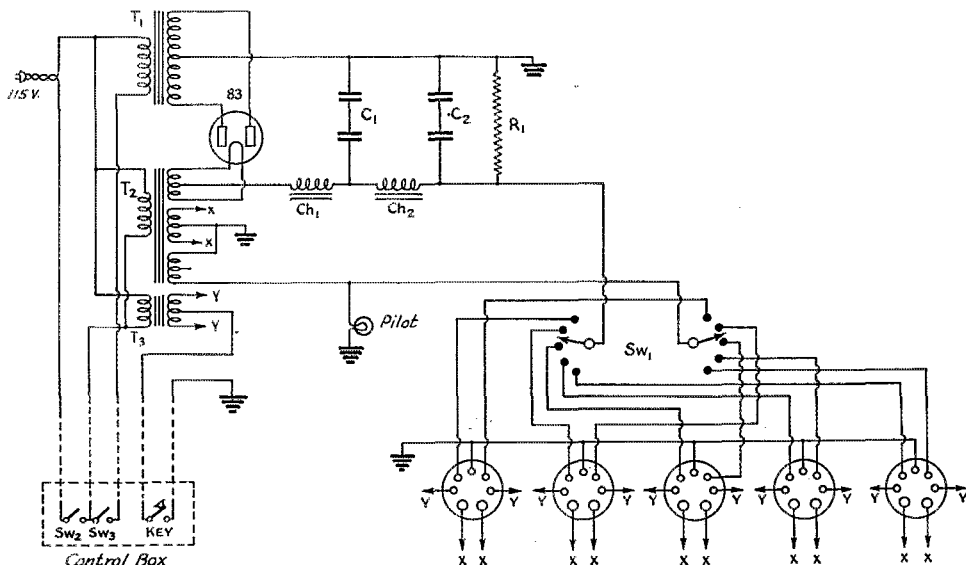 T1
115 V.
83
C1
C2
R1
T2
X
X
Ch1
Ch2
Y
Y
T3
Pilot
Sw1
Y Y Y Y Y Y Y Y Y Y
X X X X X X X X X X
Sw2 Sw3 KEY
Control Box